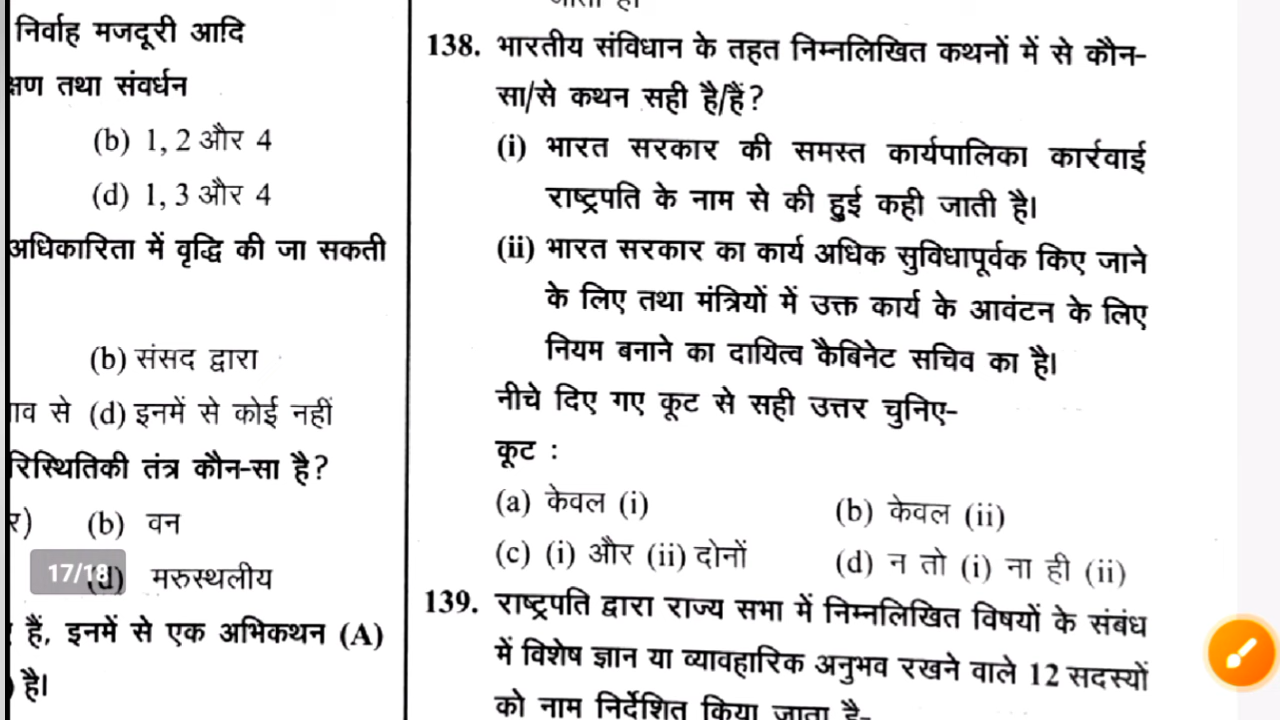 निर्वाह मजदूरी आदि
क्षण तथा संवर्धन
(b) 1, 2 और 4
(d) 1, 3 और 4
अधिकारिता में वृद्धि की जा सकती
(b) संसद द्वारा
(d) इनमें से कोई नहीं
कौन-सा है?
(b) वन
17/18
मरुस्थलीय
हैं, इनमें से एक अभिकथन (A)
है।
138. भारतीय संविधान के तहत निम्नलिखित कथनों में से कौन-
सा/से कथन सही है/हैं?
(i) भारत सरकार की समस्त कार्यपालिका कार्रवाई
राष्ट्रपति के नाम से की हुई कही जाती है।
(ii) भारत सरकार का कार्य अधिक सुविधापूर्वक किए जाने
के लिए तथा मंत्रियों में उक्त कार्य के आवंटन के लिए
नियम बनाने का दायित्व कैबिनेट सचिव का है।
नीचे दिए गए कूट से सही उत्तर चुनिए-
कूट :
(a) केवल (i) (b) केवल (ii)
(c) (i) और (ii) दोनों (d) न तो (i) ना ही (ii)
139. राष्ट्रपति द्वारा राज्य सभा में निम्नलिखित विषयों के संबंध
में विशेष ज्ञान या व्यावहारिक अनुभव रखने वाले 12 सदस्यों
को नाम निर्देशित किया जाता है-